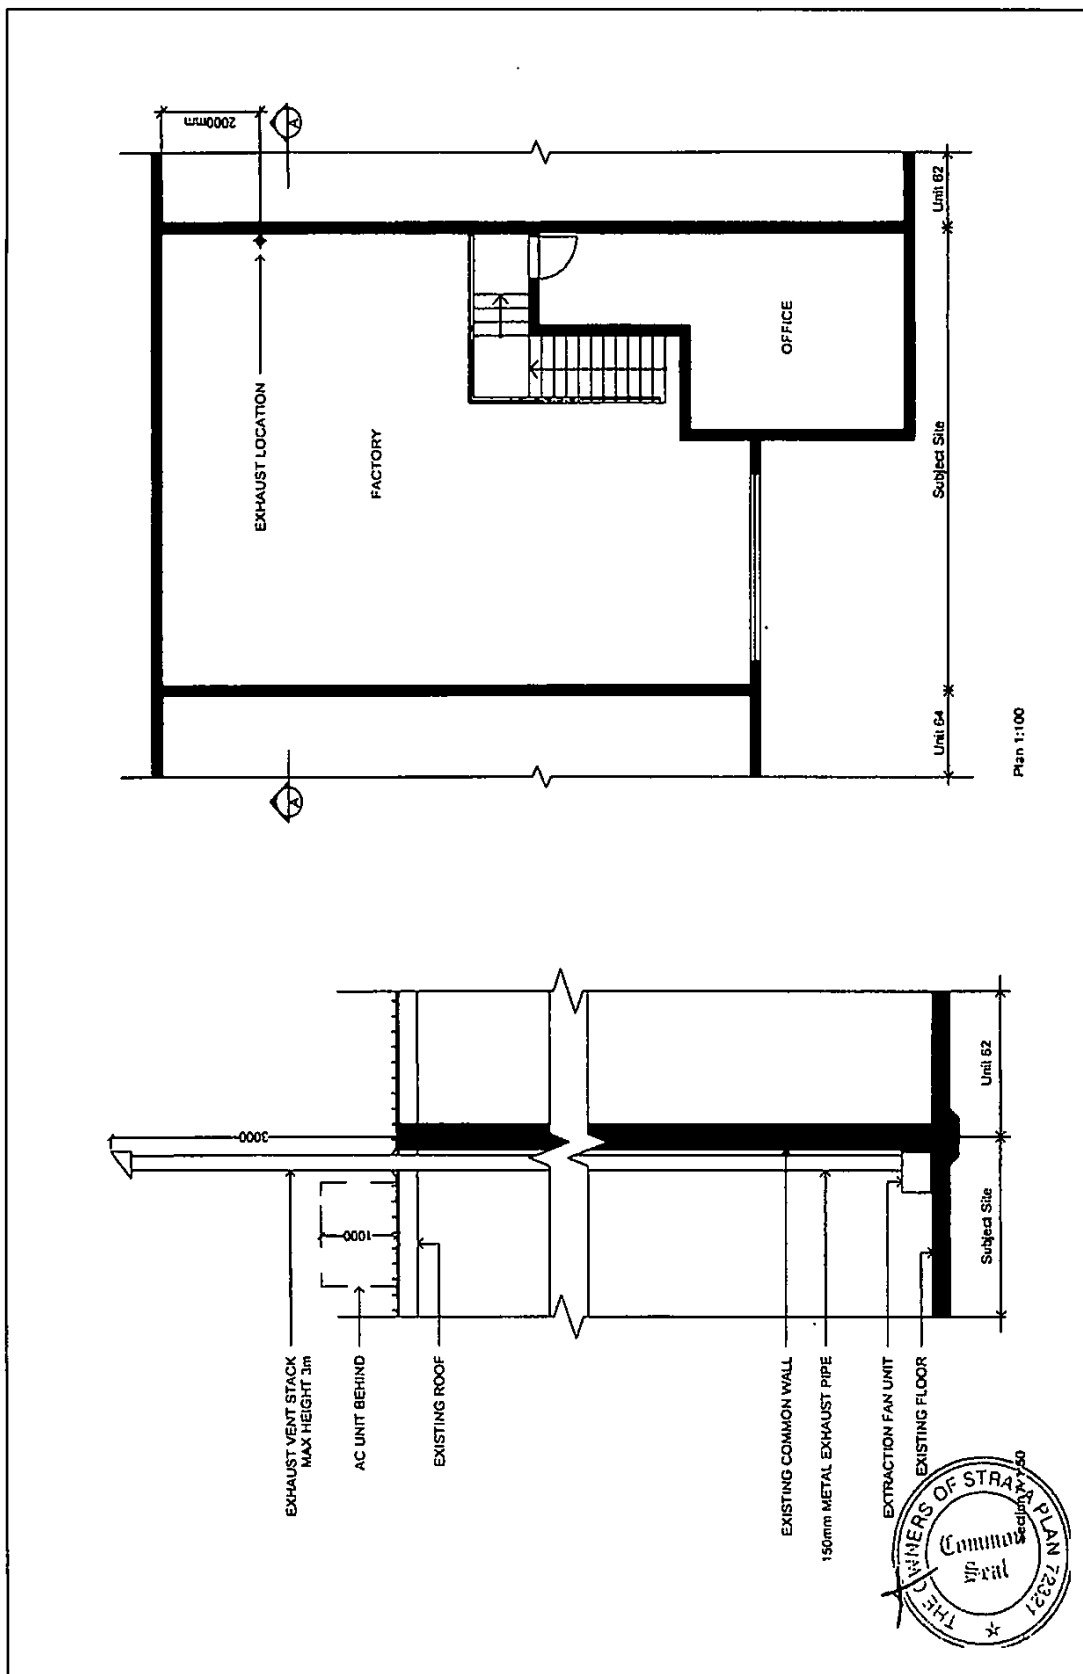 EXHAUST VENT STACK
MAX HEIGHT 3m
AC UNIT BEHIND
EXISTING ROOF
EXISTING COMMON WALL
150mm METAL EXHAUST PIPE
EXTRACTION FAN UNIT
EXISTING FLOOR
3000
1000
Subject Site
Unit 62
THE OWNERS OF STRATA PLAN 72321
Common
Seal
2000mm
A
A
EXHAUST LOCATION
FACTORY
OFFICE
Unit 64
Subject Site
Unit 62
Plan 1:100